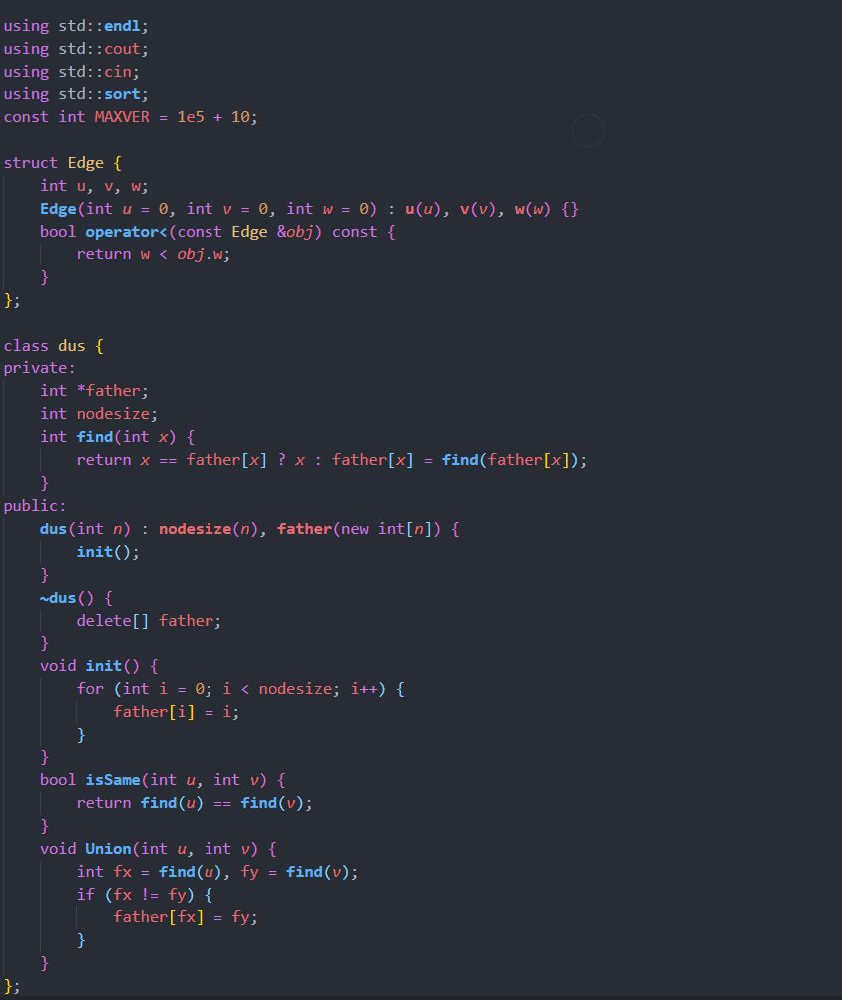 using std::endl;
using std::cout;
using std::cin;
using std::sort;
const int MAXVER = 1e5 + 10;

struct Edge {
    int u, v, w;
    Edge(int u = 0, int v = 0, int w = 0) : u(u), v(v), w(w) {}
    bool operator<(const Edge &obj) const {
        return w < obj.w;
    }
};

class dus {
private:
    int *father;
    int nodesize;
    int find(int x) {
        return x == father[x] ? x : father[x] = find(father[x]);
    }
public:
    dus(int n) : nodesize(n), father(new int[n]) {
        init();
    }
    ~dus() {
        delete[] father;
    }
    void init() {
        for (int i = 0; i < nodesize; i++) {
            father[i] = i;
        }
    }
    bool isSame(int u, int v) {
        return find(u) == find(v);
    }
    void Union(int u, int v) {
        int fx = find(u), fy = find(v);
        if (fx != fy) {
            father[fx] = fy;
        }
    }
};